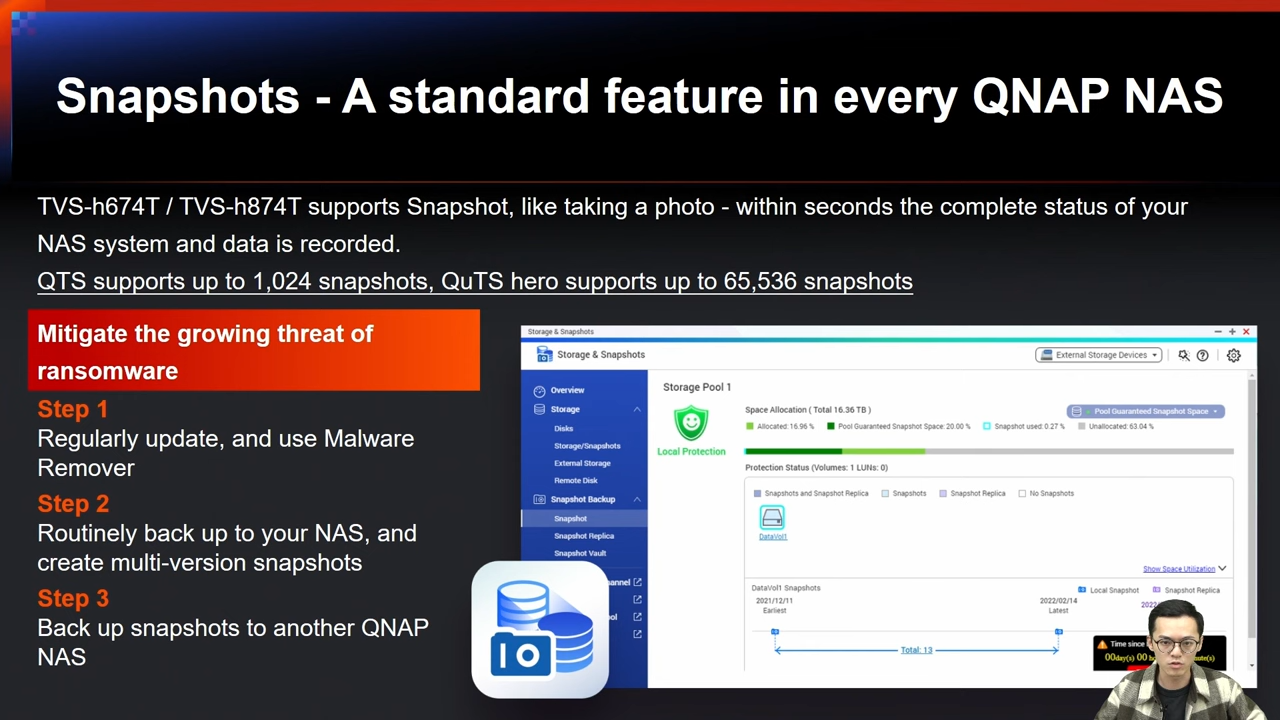 Snapshots - A standard feature in every QNAP NAS
TVS-h674T / TVS-h874T supports Snapshot, like taking a photo - within seconds the complete status of your
NAS system and data is recorded.
QTS supports up to 1,024 snapshots, QuTS hero supports up to 65,536 snapshots
Mitigate the growing threat of
ransomware
Step 1
Regularly update, and use Malware
Remover
Step 2
Routinely back up to your NAS, and
create multi-version snapshots
Step 3
Back up snapshots to another QNAP
NAS
Storage & Snapshots
Storage & Snapshots
External Storage Devices
Overview
Storage
Disks
Storage/Snapshots
External Storage
Remote Disk
Snapshot Backup
Snapshot
Snapshot Replica
Snapshot Vault
Storage Pool 1
Local Protection
Space Allocation ( Total 16.36 TB )
Pool Guaranteed Snapshot Space
Allocated: 16.96 % Pool Guaranteed Snapshot Space: 20.00 % Snapshot used: 0.27 % Unallocated: 63.04 %
Protection Status (Volumes: 1 LUNs: 0)
Snapshots and Snapshot Replica Snapshots Snapshot Replica No Snapshots
DataVol1
Show Space Utilization
DataVol1 Snapshots
Local Snapshot Snapshot Replica
2021/12/11
Earliest
2022/02/14
Latest
Total: 13
Time since
00day(s) 00